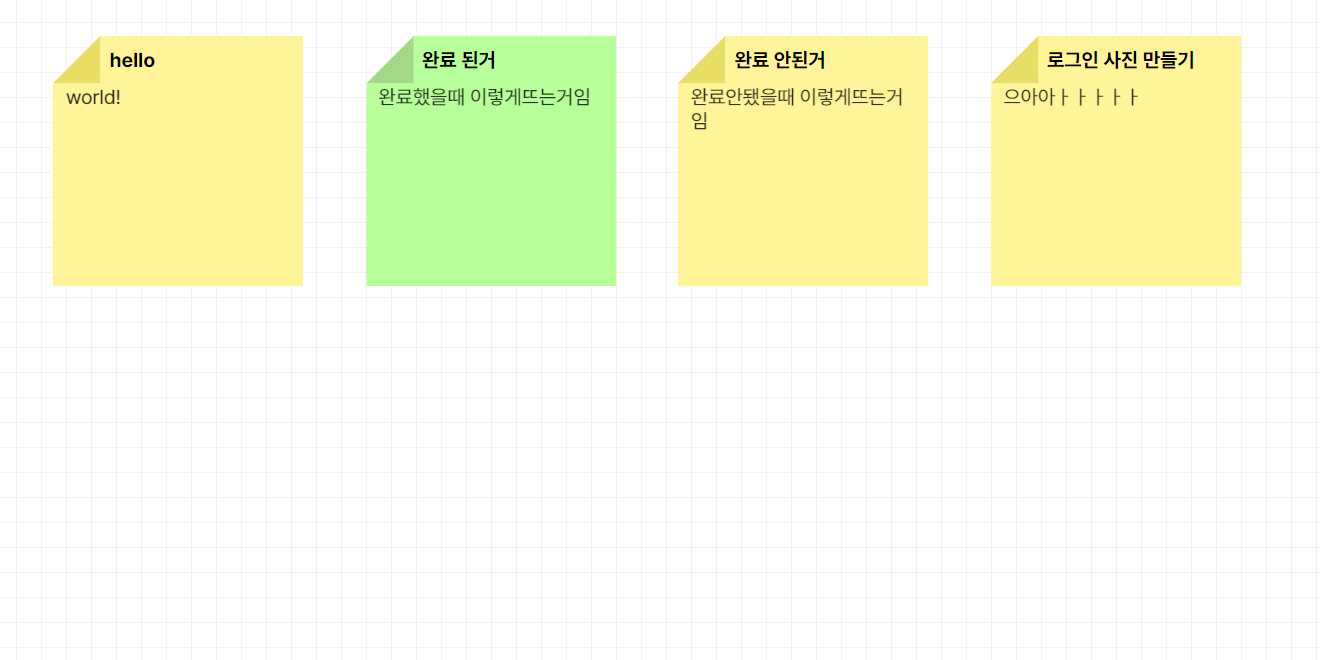 hello
world!
완료 된거
완료했을때 이렇게뜨는거임
완료 안된거
완료안됐을때 이렇게뜨는거
임
로그인 사진 만들기
으아아ㅏㅏㅏㅏㅏ